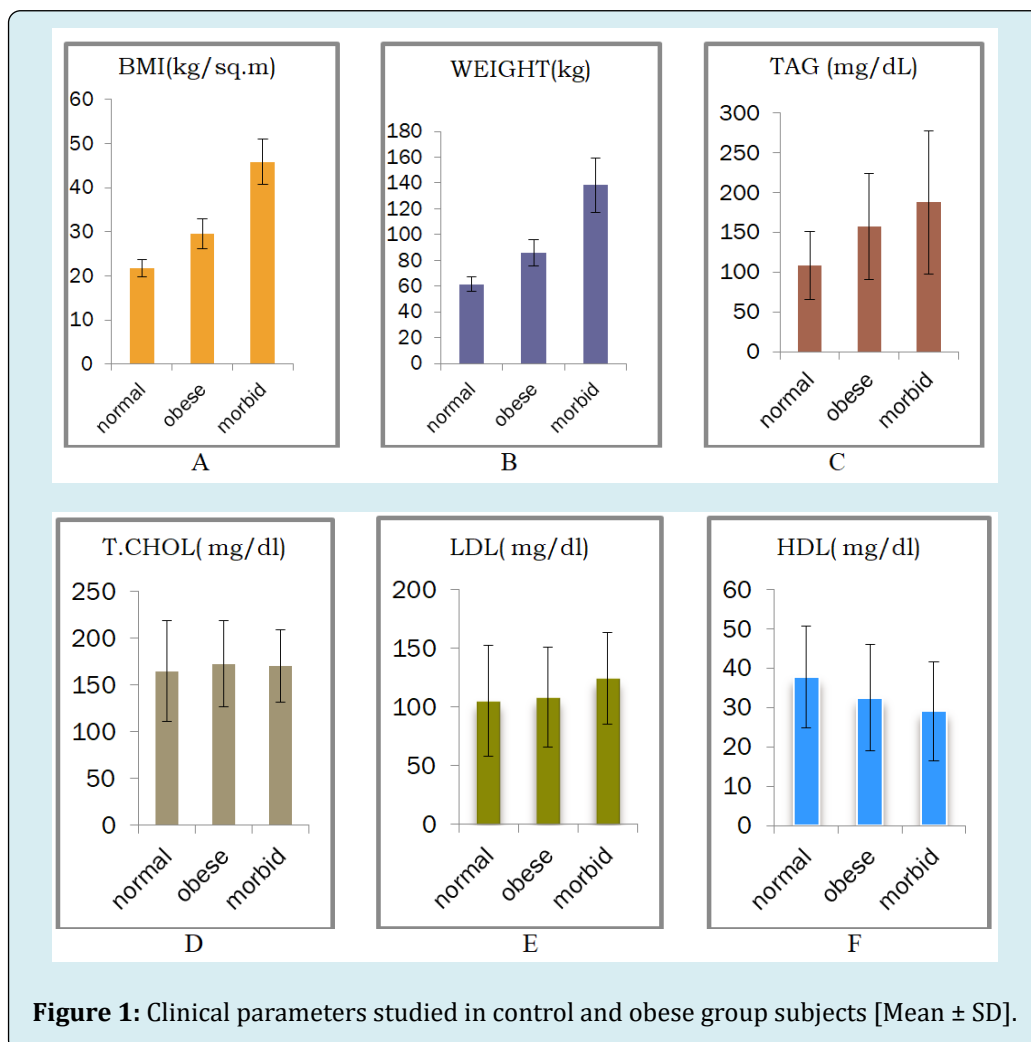 BMI(kg/sq.m)
60
50
40
30
20
10
0
normal
obese
morbid
A
WEIGHT(kg)
180
160
140
120
100
80
60
40
20
0
normal
obese
morbid
B
TAG (mg/dL)
300
250
200
150
100
50
0
normal
obese
morbid
C
T.CHOL( mg/dl)
250
200
150
100
50
0
normal
obese
morbid
D
LDL( mg/dl)
200
150
100
50
0
normal
obese
morbid
E
HDL( mg/dl)
60
50
40
30
20
10
0
normal
obese
morbid
F
Figure 1: Clinical parameters studied in control and obese group subjects [Mean ± SD].